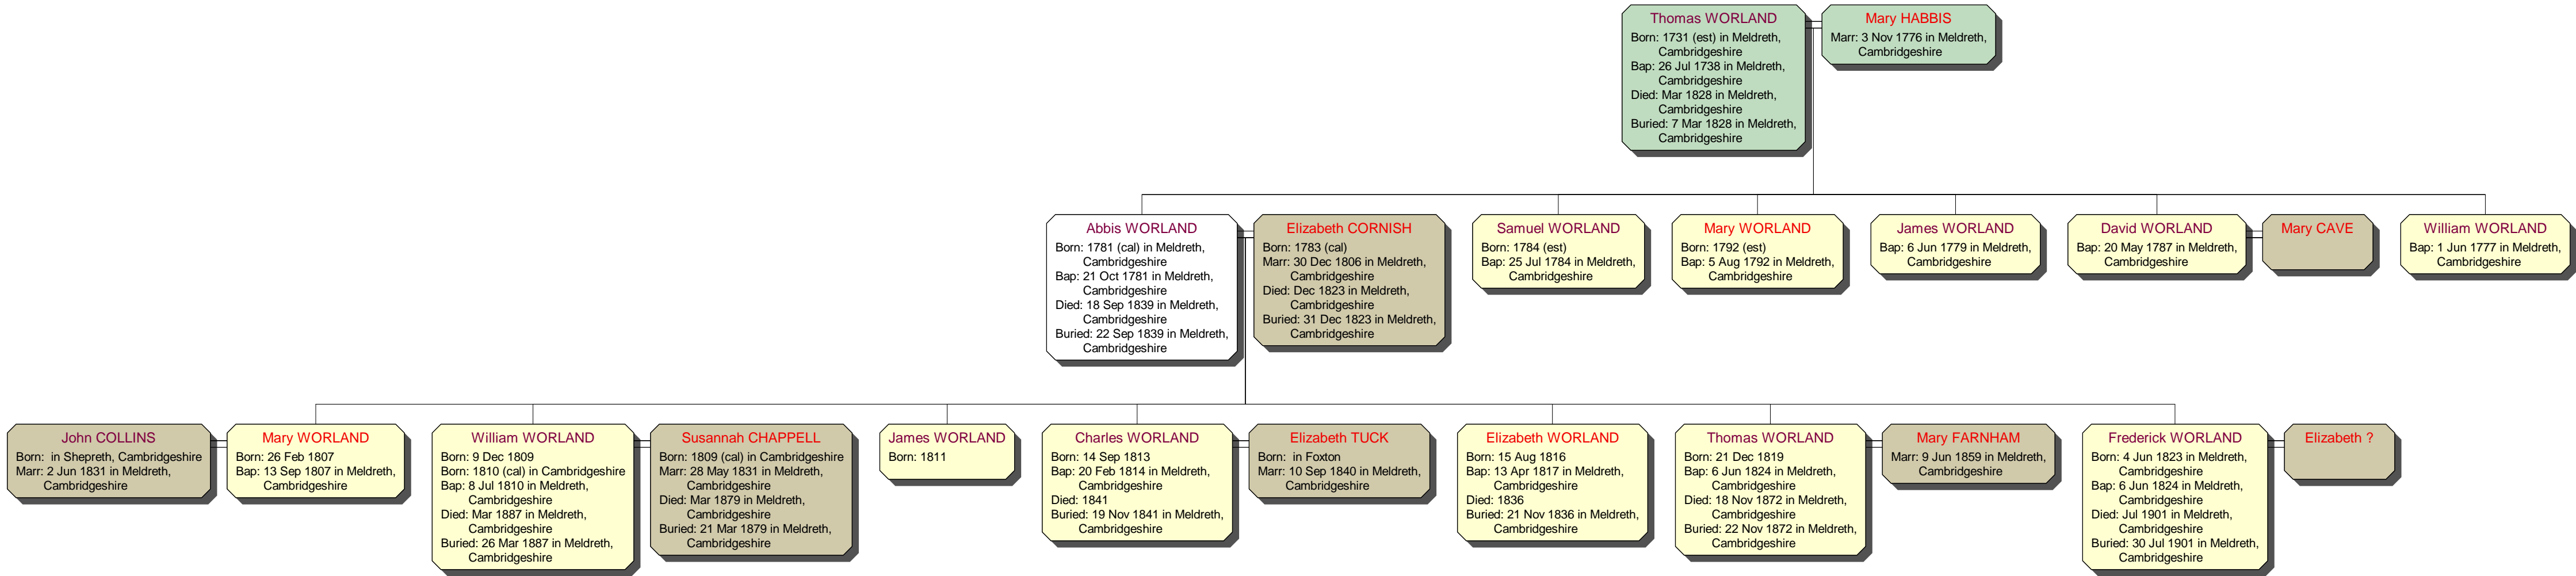 Thomas WORLAND
Born: 1731 (est) in Meldreth,
Cambridgeshire
Bap: 26 Jul 1738 in Meldreth,
Cambridgeshire
Died: Mar 1828 in Meldreth,
Cambridgeshire
Buried: 7 Mar 1828 in Meldreth,
Cambridgeshire
Mary HABBIS
Marr: 3 Nov 1776 in Meldreth,
Cambridgeshire
Abbis WORLAND
Born: 1781 (cal) in Meldreth,
Cambridgeshire
Bap: 21 Oct 1781 in Meldreth,
Cambridgeshire
Died: 18 Sep 1839 in Meldreth,
Cambridgeshire
Buried: 22 Sep 1839 in Meldreth,
Cambridgeshire
Elizabeth CORNISH
Born: 1783 (cal)
Marr: 30 Dec 1806 in Meldreth,
Cambridgeshire
Died: Dec 1823 in Meldreth,
Cambridgeshire
Buried: 31 Dec 1823 in Meldreth,
Cambridgeshire
Samuel WORLAND
Born: 1784 (est)
Bap: 25 Jul 1784 in Meldreth,
Cambridgeshire
Mary WORLAND
Born: 1792 (est)
Bap: 5 Aug 1792 in Meldreth,
Cambridgeshire
James WORLAND
Bap: 6 Jun 1779 in Meldreth,
Cambridgeshire
David WORLAND
Bap: 20 May 1787 in Meldreth,
Cambridgeshire
Mary CAVE
William WORLAND
Bap: 1 Jun 1777 in Meldreth,
Cambridgeshire
John COLLINS
Born:  in Shepreth, Cambridgeshire
Marr: 2 Jun 1831 in Meldreth,
Cambridgeshire
Mary WORLAND
Born: 26 Feb 1807
Bap: 13 Sep 1807 in Meldreth,
Cambridgeshire
William WORLAND
Born: 9 Dec 1809
Born: 1810 (cal) in Cambridgeshire
Bap: 8 Jul 1810 in Meldreth,
Cambridgeshire
Died: Mar 1887 in Meldreth,
Cambridgeshire
Buried: 26 Mar 1887 in Meldreth,
Cambridgeshire
Susannah CHAPPELL
Born: 1809 (cal) in Cambridgeshire
Marr: 28 May 1831 in Meldreth,
Cambridgeshire
Died: Mar 1879 in Meldreth,
Cambridgeshire
Buried: 21 Mar 1879 in Meldreth,
Cambridgeshire
James WORLAND
Born: 1811
Charles WORLAND
Born: 14 Sep 1813
Bap: 20 Feb 1814 in Meldreth,
Cambridgeshire
Died: 1841
Buried: 19 Nov 1841 in Meldreth,
Cambridgeshire
Elizabeth TUCK
Born:  in Foxton
Marr: 10 Sep 1840 in Meldreth,
Cambridgeshire
Elizabeth WORLAND
Born: 15 Aug 1816
Bap: 13 Apr 1817 in Meldreth,
Cambridgeshire
Died: 1836
Buried: 21 Nov 1836 in Meldreth,
Cambridgeshire
Thomas WORLAND
Born: 21 Dec 1819
Bap: 6 Jun 1824 in Meldreth,
Cambridgeshire
Died: 18 Nov 1872 in Meldreth,
Cambridgeshire
Buried: 22 Nov 1872 in Meldreth,
Cambridgeshire
Mary FARNHAM
Marr: 9 Jun 1859 in Meldreth,
Cambridgeshire
Frederick WORLAND
Born: 4 Jun 1823 in Meldreth,
Cambridgeshire
Bap: 6 Jun 1824 in Meldreth,
Cambridgeshire
Died: Jul 1901 in Meldreth,
Cambridgeshire
Buried: 30 Jul 1901 in Meldreth,
Cambridgeshire
Elizabeth ?